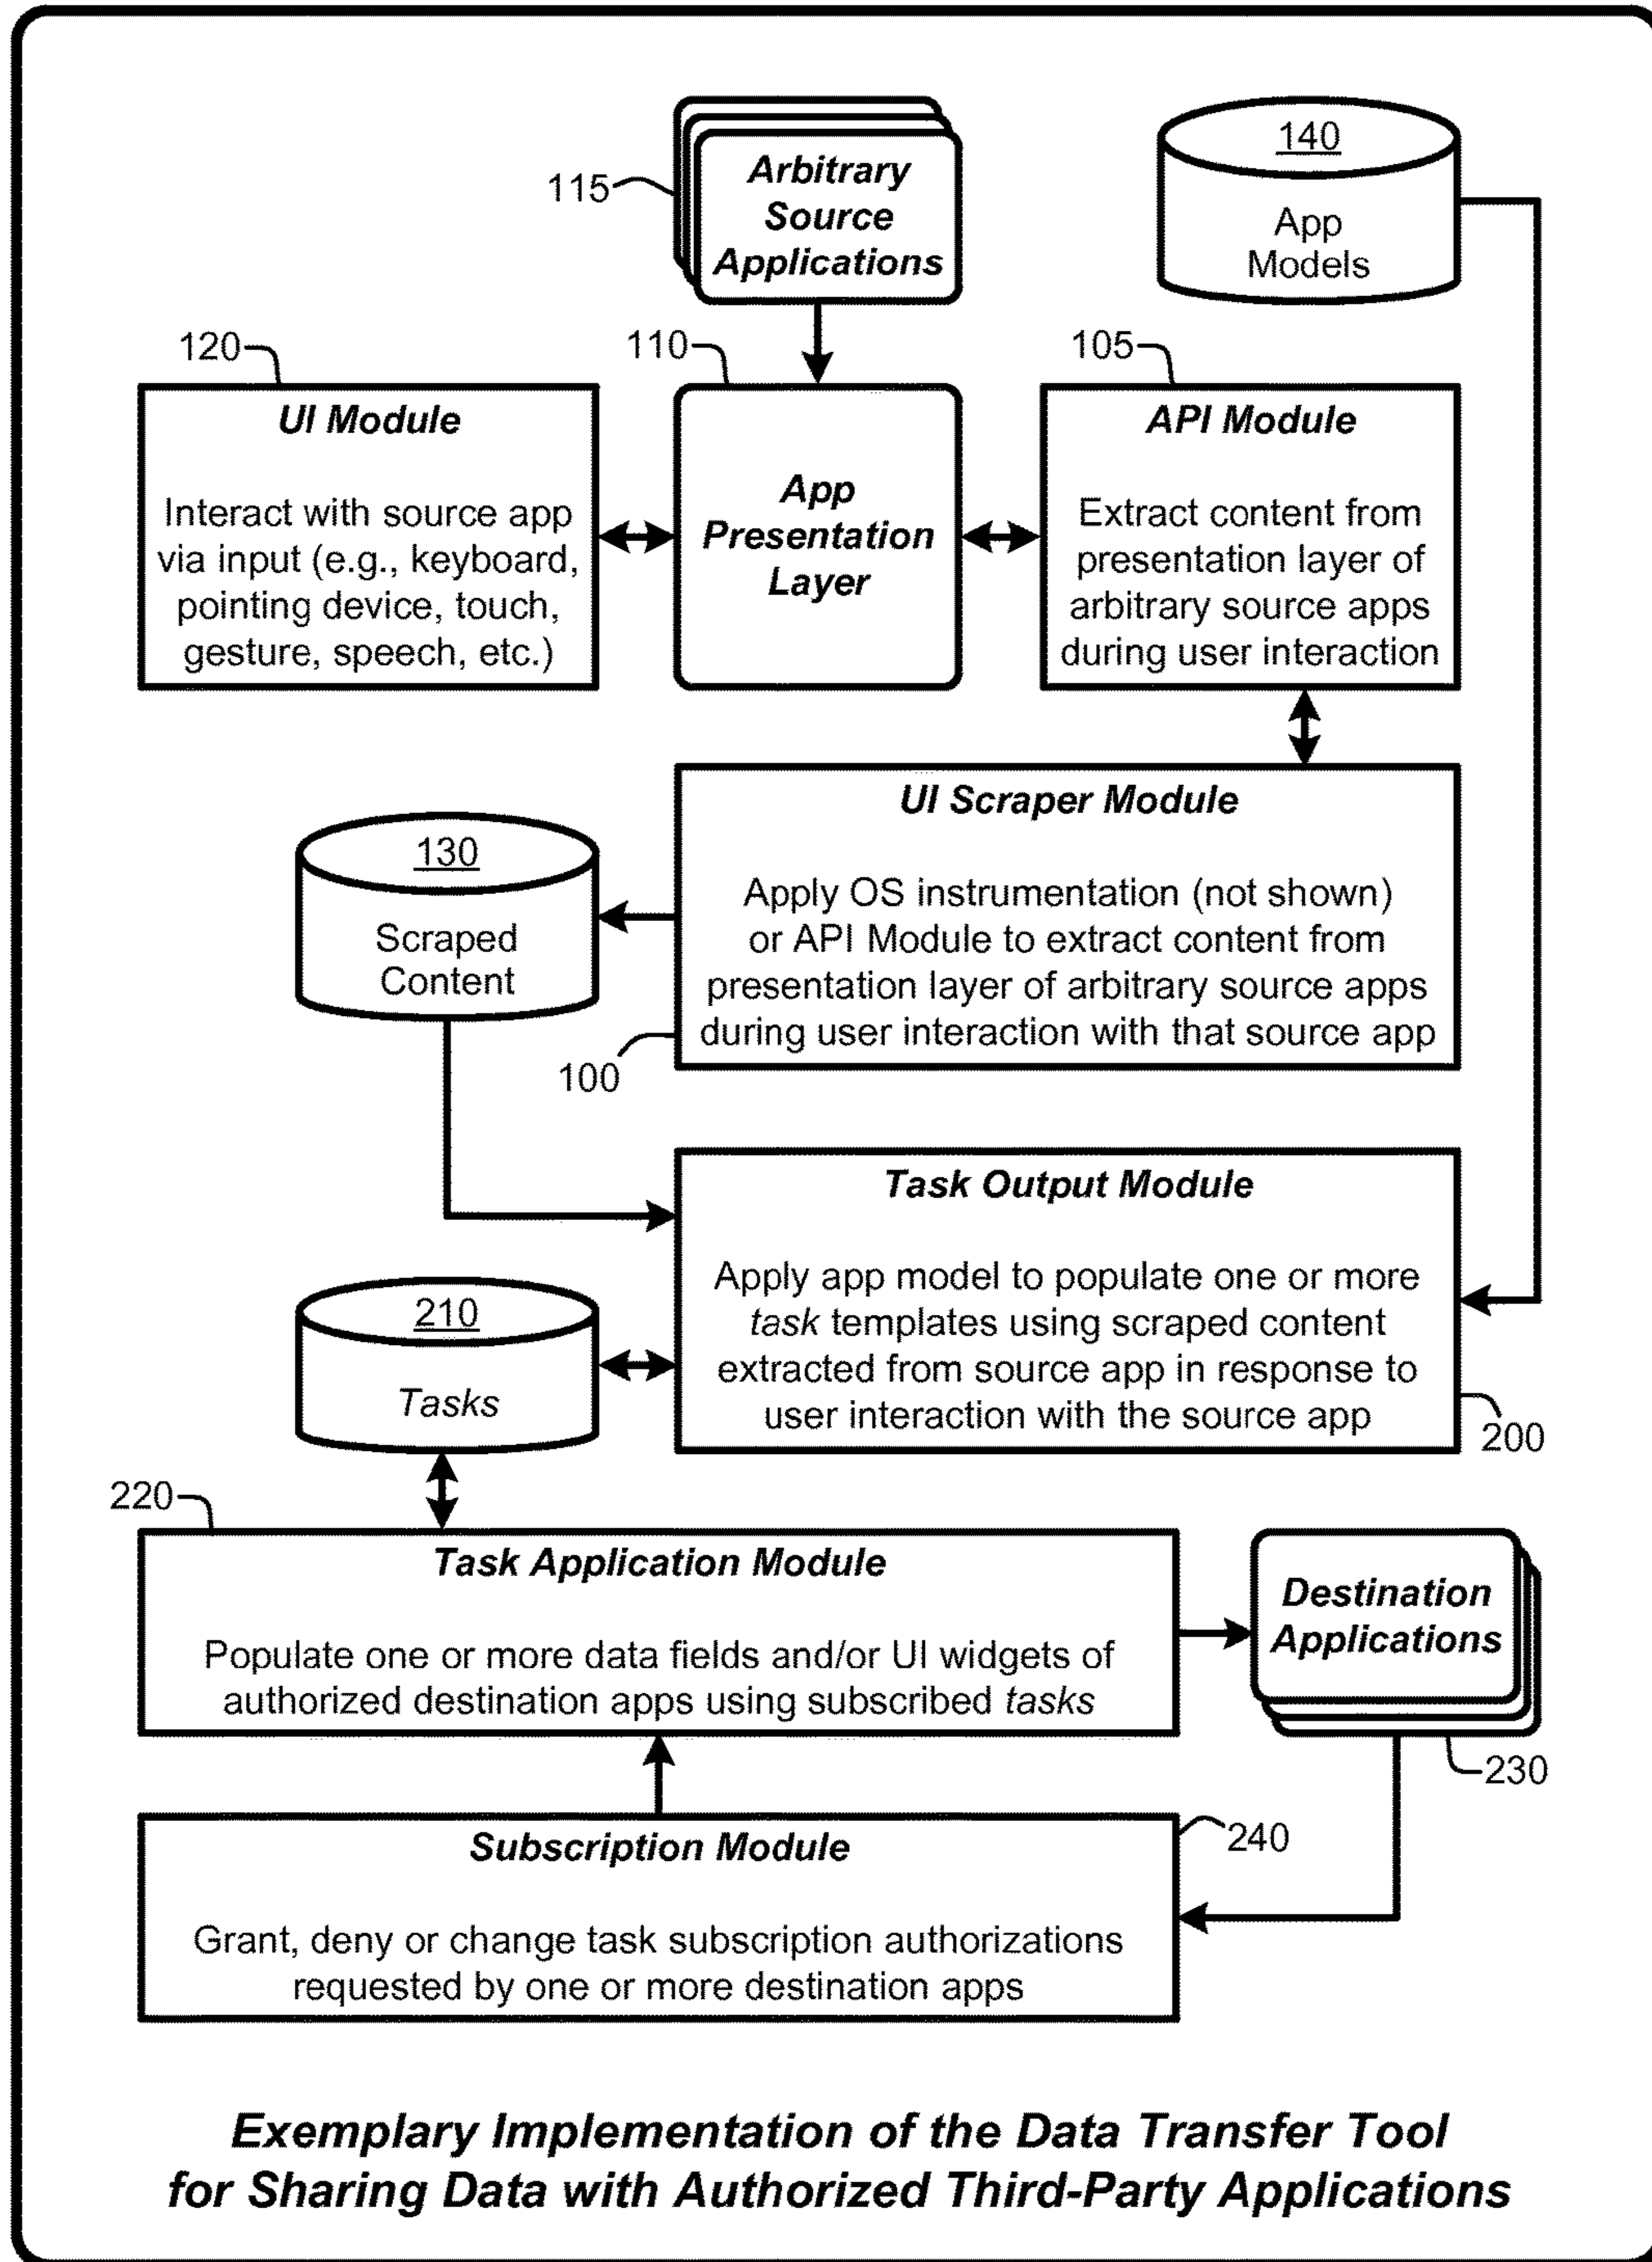 Arbitrary
Source
Applications
115
140
App
Models
120
110
105
UI Module
Interact with source app
via input (e.g., keyboard,
pointing device, touch,
gesture, speech, etc.)
App
Presentation
Layer
API Module
Extract content from
presentation layer of
arbitrary source apps
during user interaction
UI Scraper Module
Apply OS instrumentation (not shown)
or API Module to extract content from
presentation layer of arbitrary source apps
during user interaction with that source app
100
130
Scraped
Content
Task Output Module
Apply app model to populate one or more
task templates using scraped content
extracted from source app in response to
user interaction with the source app
200
210
Tasks
220
Task Application Module
Populate one or more data fields and/or UI widgets of
authorized destination apps using subscribed tasks
Destination
Applications
230
Subscription Module
240
Grant, deny or change task subscription authorizations
requested by one or more destination apps
Exemplary Implementation of the Data Transfer Tool
for Sharing Data with Authorized Third-Party Applications